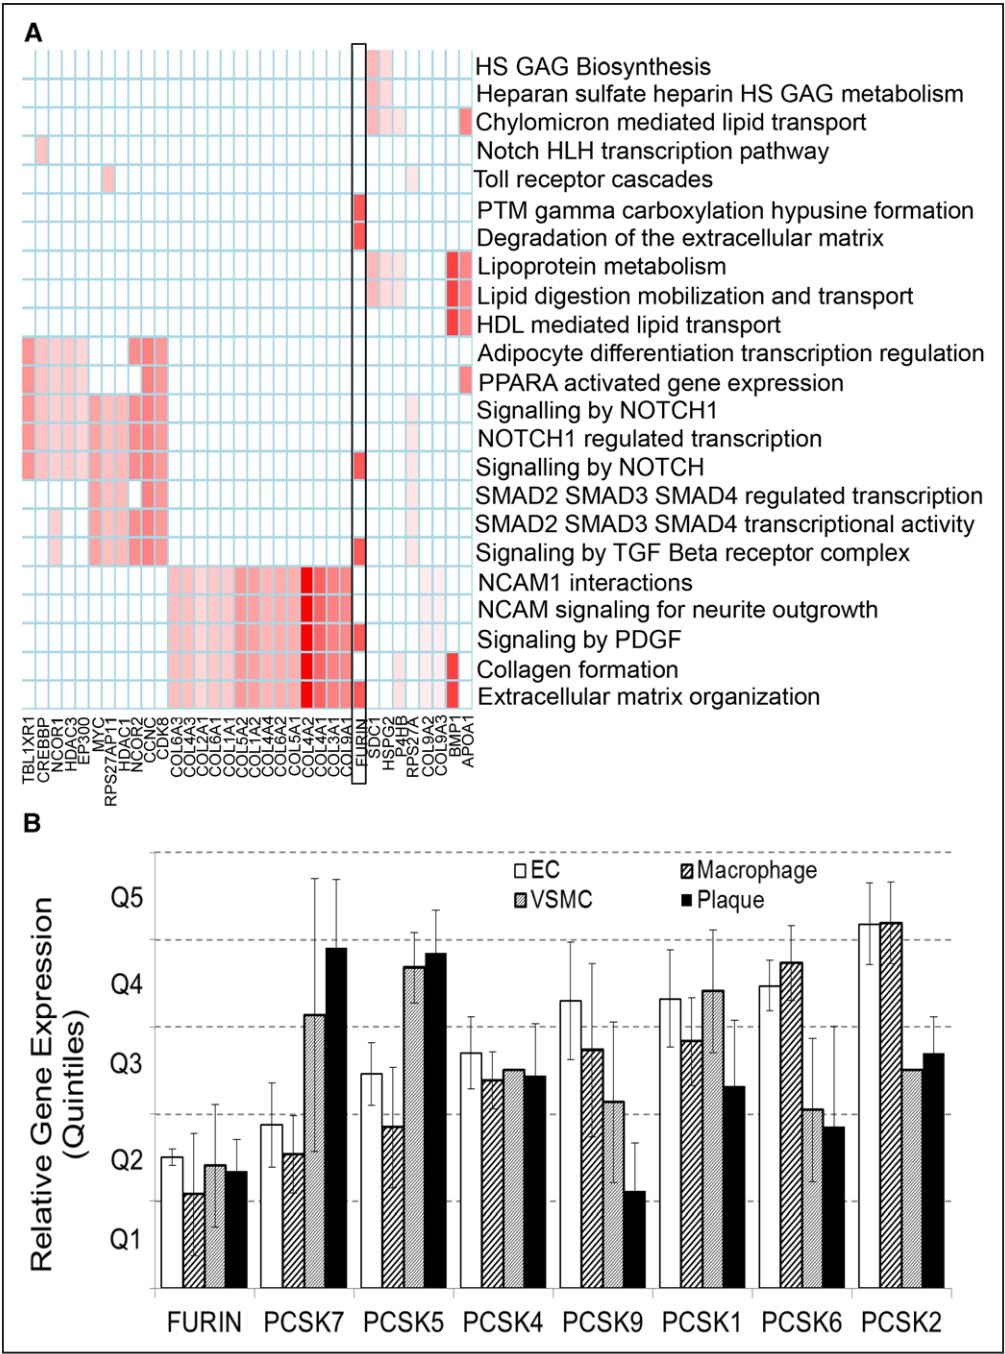 A
HS GAG Biosynthesis
Heparan sulfate heparin HS GAG metabolism
Chylomicron mediated lipid transport
Notch HLH transcription pathway
Toll receptor cascades
PTM gamma carboxylation hypusine formation
Degradation of the extracellular matrix
Lipoprotein metabolism
Lipid digestion mobilization and transport
HDL mediated lipid transport
Adipocyte differentiation transcription regulation
PPARA activated gene expression
Signalling by NOTCH1
NOTCH1 regulated transcription
Signalling by NOTCH
SMAD2 SMAD3 SMAD4 regulated transcription
SMAD2 SMAD3 SMAD4 transcriptional activity
Signaling by TGF Beta receptor complex
NCAM1 interactions
NCAM signaling for neurite outgrowth
Signaling by PDGF
Collagen formation
Extracellular matrix organization
TBL1XR1
CREBBP
NCOR1
HDAC3
EP300
MYC
RPS27AP11
HDAC1
NCOR2
CCNC
CDK8
COL6A3
COL4A3
COL2A1
COL6A1
COL1A1
COL5A2
COL1A2
COL4A4
COL6A2
COL5A1
COL4A2
COL4A1
COL3A1
COL9A1
FURIN
SDC1
HSPG2
P4HB
RPS27A
COL9A2
COL9A3
BMP1
APOA1
B
Relative Gene Expression
(Quintiles)
Q5
Q4
Q3
Q2
Q1
EC
Macrophage
VSMC
Plaque
FURIN
PCSK7
PCSK5
PCSK4
PCSK9
PCSK1
PCSK6
PCSK2